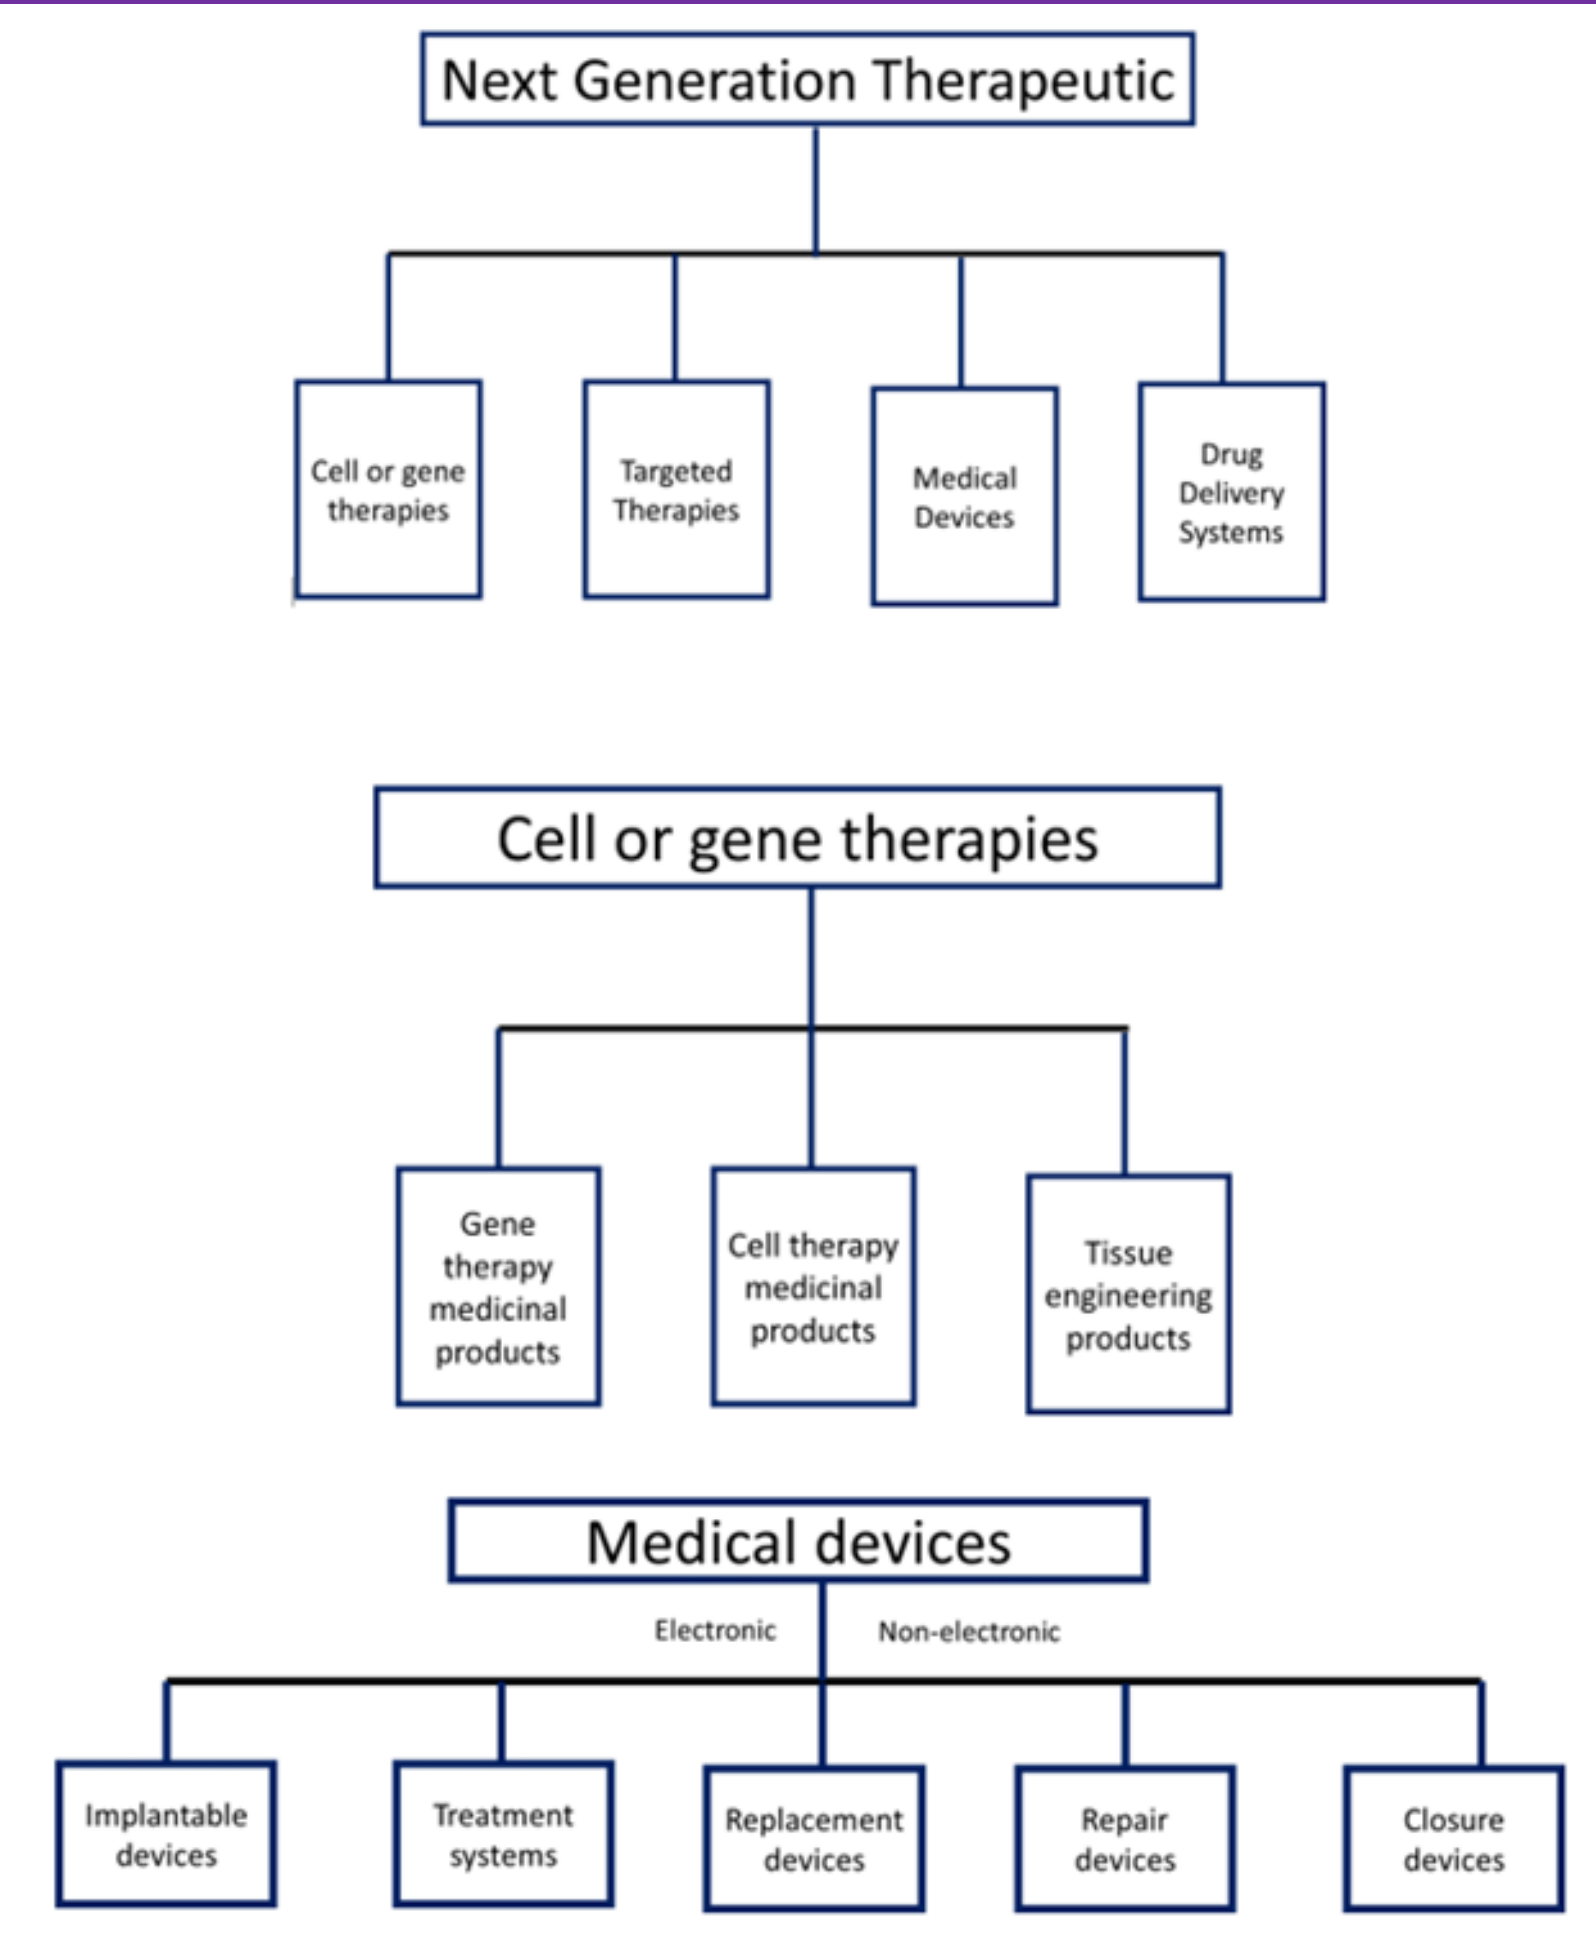 Next Generation Therapeutic
Cell or gene
therapies
Targeted
Therapies
Medical
Devices
Drug
Delivery
Systems
Cell or gene therapies
Gene
therapy
medicinal
products
Cell therapy
medicinal
products
Tissue
engineering
products
Medical devices
Electronic
Non-electronic
Implantable
devices
Treatment
systems
Replacement
devices
Repair
devices
Closure
devices